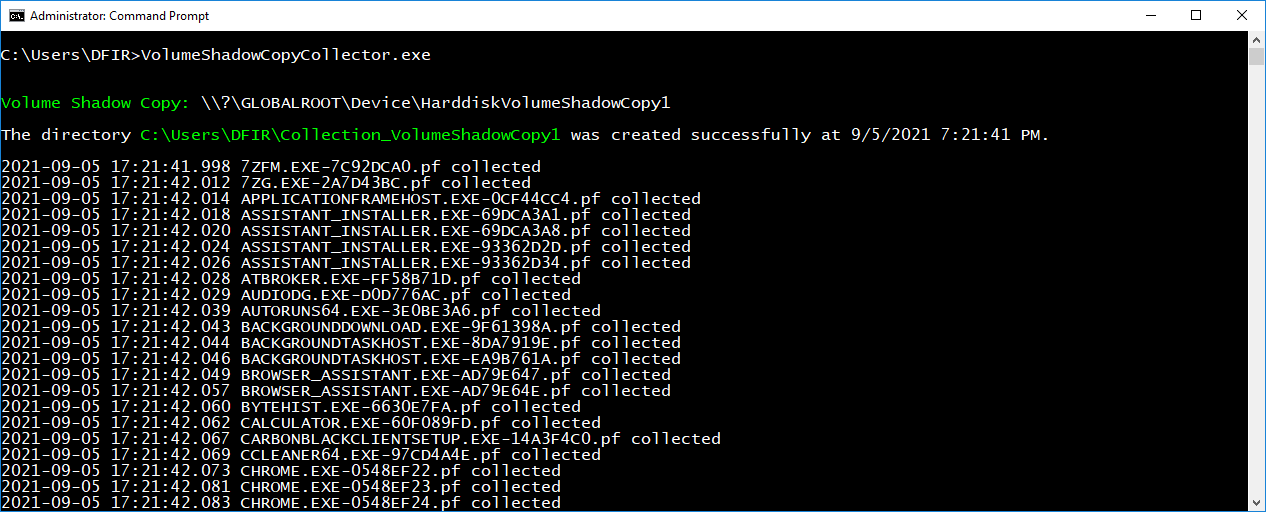 Administrator: Command Prompt
C:\Users\DFIR>VolumeShadowCopyCollector.exe
Volume Shadow Copy: \\?\GLOBALROOT\Device\HarddiskVolumeShadowCopy1
The directory C:\Users\DFIR\Collection_VolumeShadowCopy1 was created successfully at 9/5/2021 7:21:41 PM.
2021-09-05 17:21:41.998 7ZFM.EXE-7C92DCA0.pf collected
2021-09-05 17:21:42.012 7ZG.EXE-2A7D43BC.pf collected
2021-09-05 17:21:42.014 APPLICATIONFRAMEHOST.EXE-0CF44CC4.pf collected
2021-09-05 17:21:42.018 ASSISTANT_INSTALLER.EXE-69DCA3A1.pf collected
2021-09-05 17:21:42.020 ASSISTANT_INSTALLER.EXE-69DCA3A8.pf collected
2021-09-05 17:21:42.024 ASSISTANT_INSTALLER.EXE-93362D2D.pf collected
2021-09-05 17:21:42.026 ASSISTANT_INSTALLER.EXE-93362D34.pf collected
2021-09-05 17:21:42.028 ATBROKER.EXE-FF58B71D.pf collected
2021-09-05 17:21:42.029 AUDIODG.EXE-D0D776AC.pf collected
2021-09-05 17:21:42.039 AUTORUNS64.EXE-3E0BE3A6.pf collected
2021-09-05 17:21:42.043 BACKGROUNDDOWNLOAD.EXE-9F61398A.pf collected
2021-09-05 17:21:42.044 BACKGROUNDTASKHOST.EXE-8DA7919E.pf collected
2021-09-05 17:21:42.046 BACKGROUNDTASKHOST.EXE-EA9B761A.pf collected
2021-09-05 17:21:42.049 BROWSER_ASSISTANT.EXE-AD79E647.pf collected
2021-09-05 17:21:42.057 BROWSER_ASSISTANT.EXE-AD79E64E.pf collected
2021-09-05 17:21:42.060 BYTEHIST.EXE-6630E7FA.pf collected
2021-09-05 17:21:42.062 CALCULATOR.EXE-60F089FD.pf collected
2021-09-05 17:21:42.067 CARBONBLACKCLIENTSETUP.EXE-14A3F4C0.pf collected
2021-09-05 17:21:42.069 CCLEANER64.EXE-97CD4A4E.pf collected
2021-09-05 17:21:42.073 CHROME.EXE-0548EF22.pf collected
2021-09-05 17:21:42.081 CHROME.EXE-0548EF23.pf collected
2021-09-05 17:21:42.083 CHROME.EXE-0548EF24.pf collected